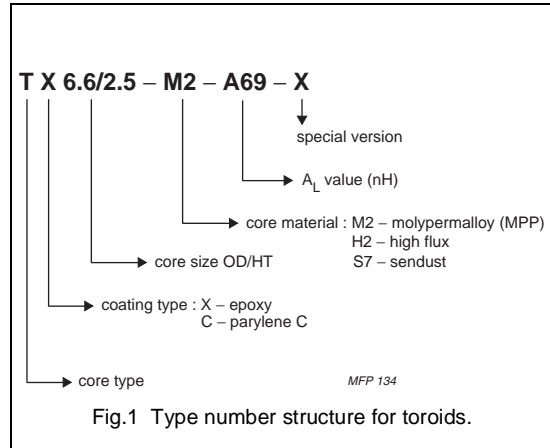 T X 6.6/2.5 – M2 – A69 – X
special version
AL value (nH)
core material : M2 – molypermalloy (MPP)
H2 – high flux
core size OD/HT S7 – sendust
coating type : X – epoxy
C – parylene C
core type MFP 134
Fig.1 Type number structure for toroids.